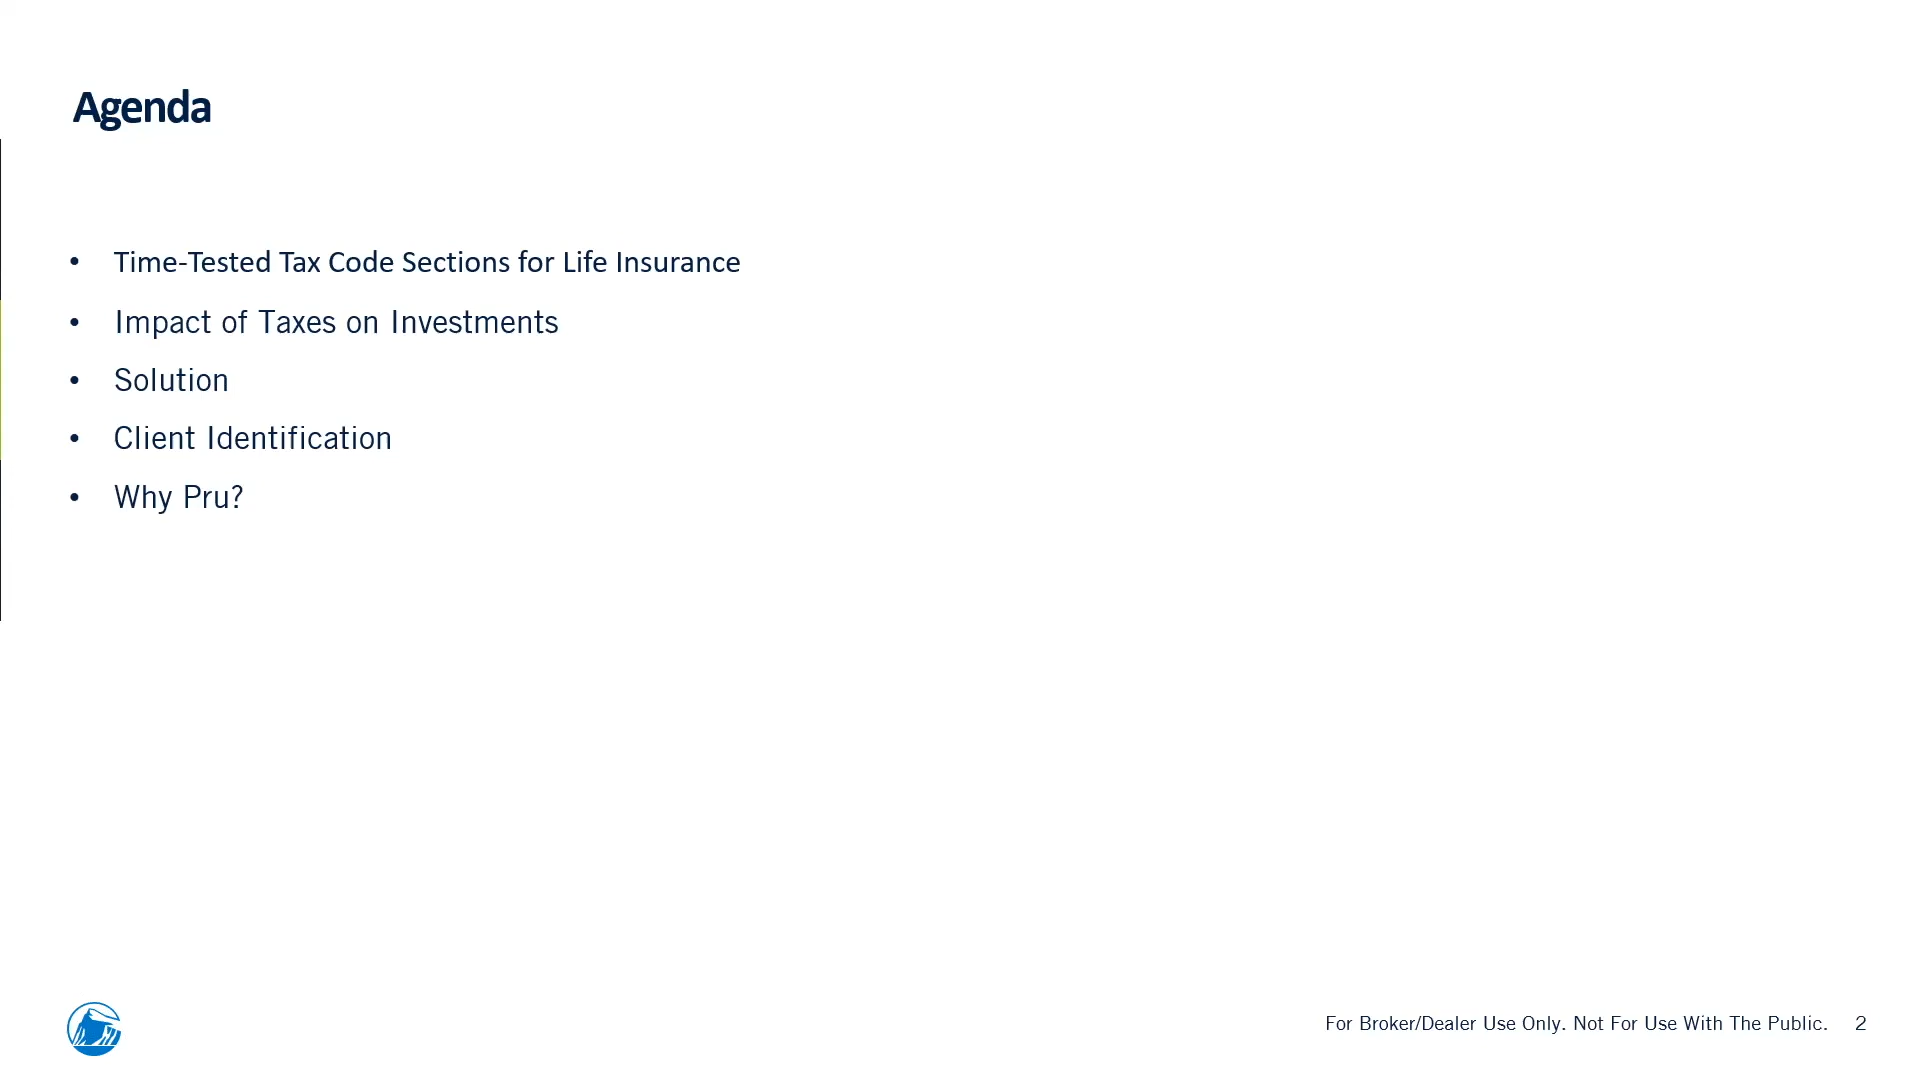 Agenda
• Time-Tested Tax Code Sections for Life Insurance
• Impact of Taxes on Investments
• Solution
• Client Identification
• Why Pru?
For Broker/Dealer Use Only. Not For Use With The Public. 2